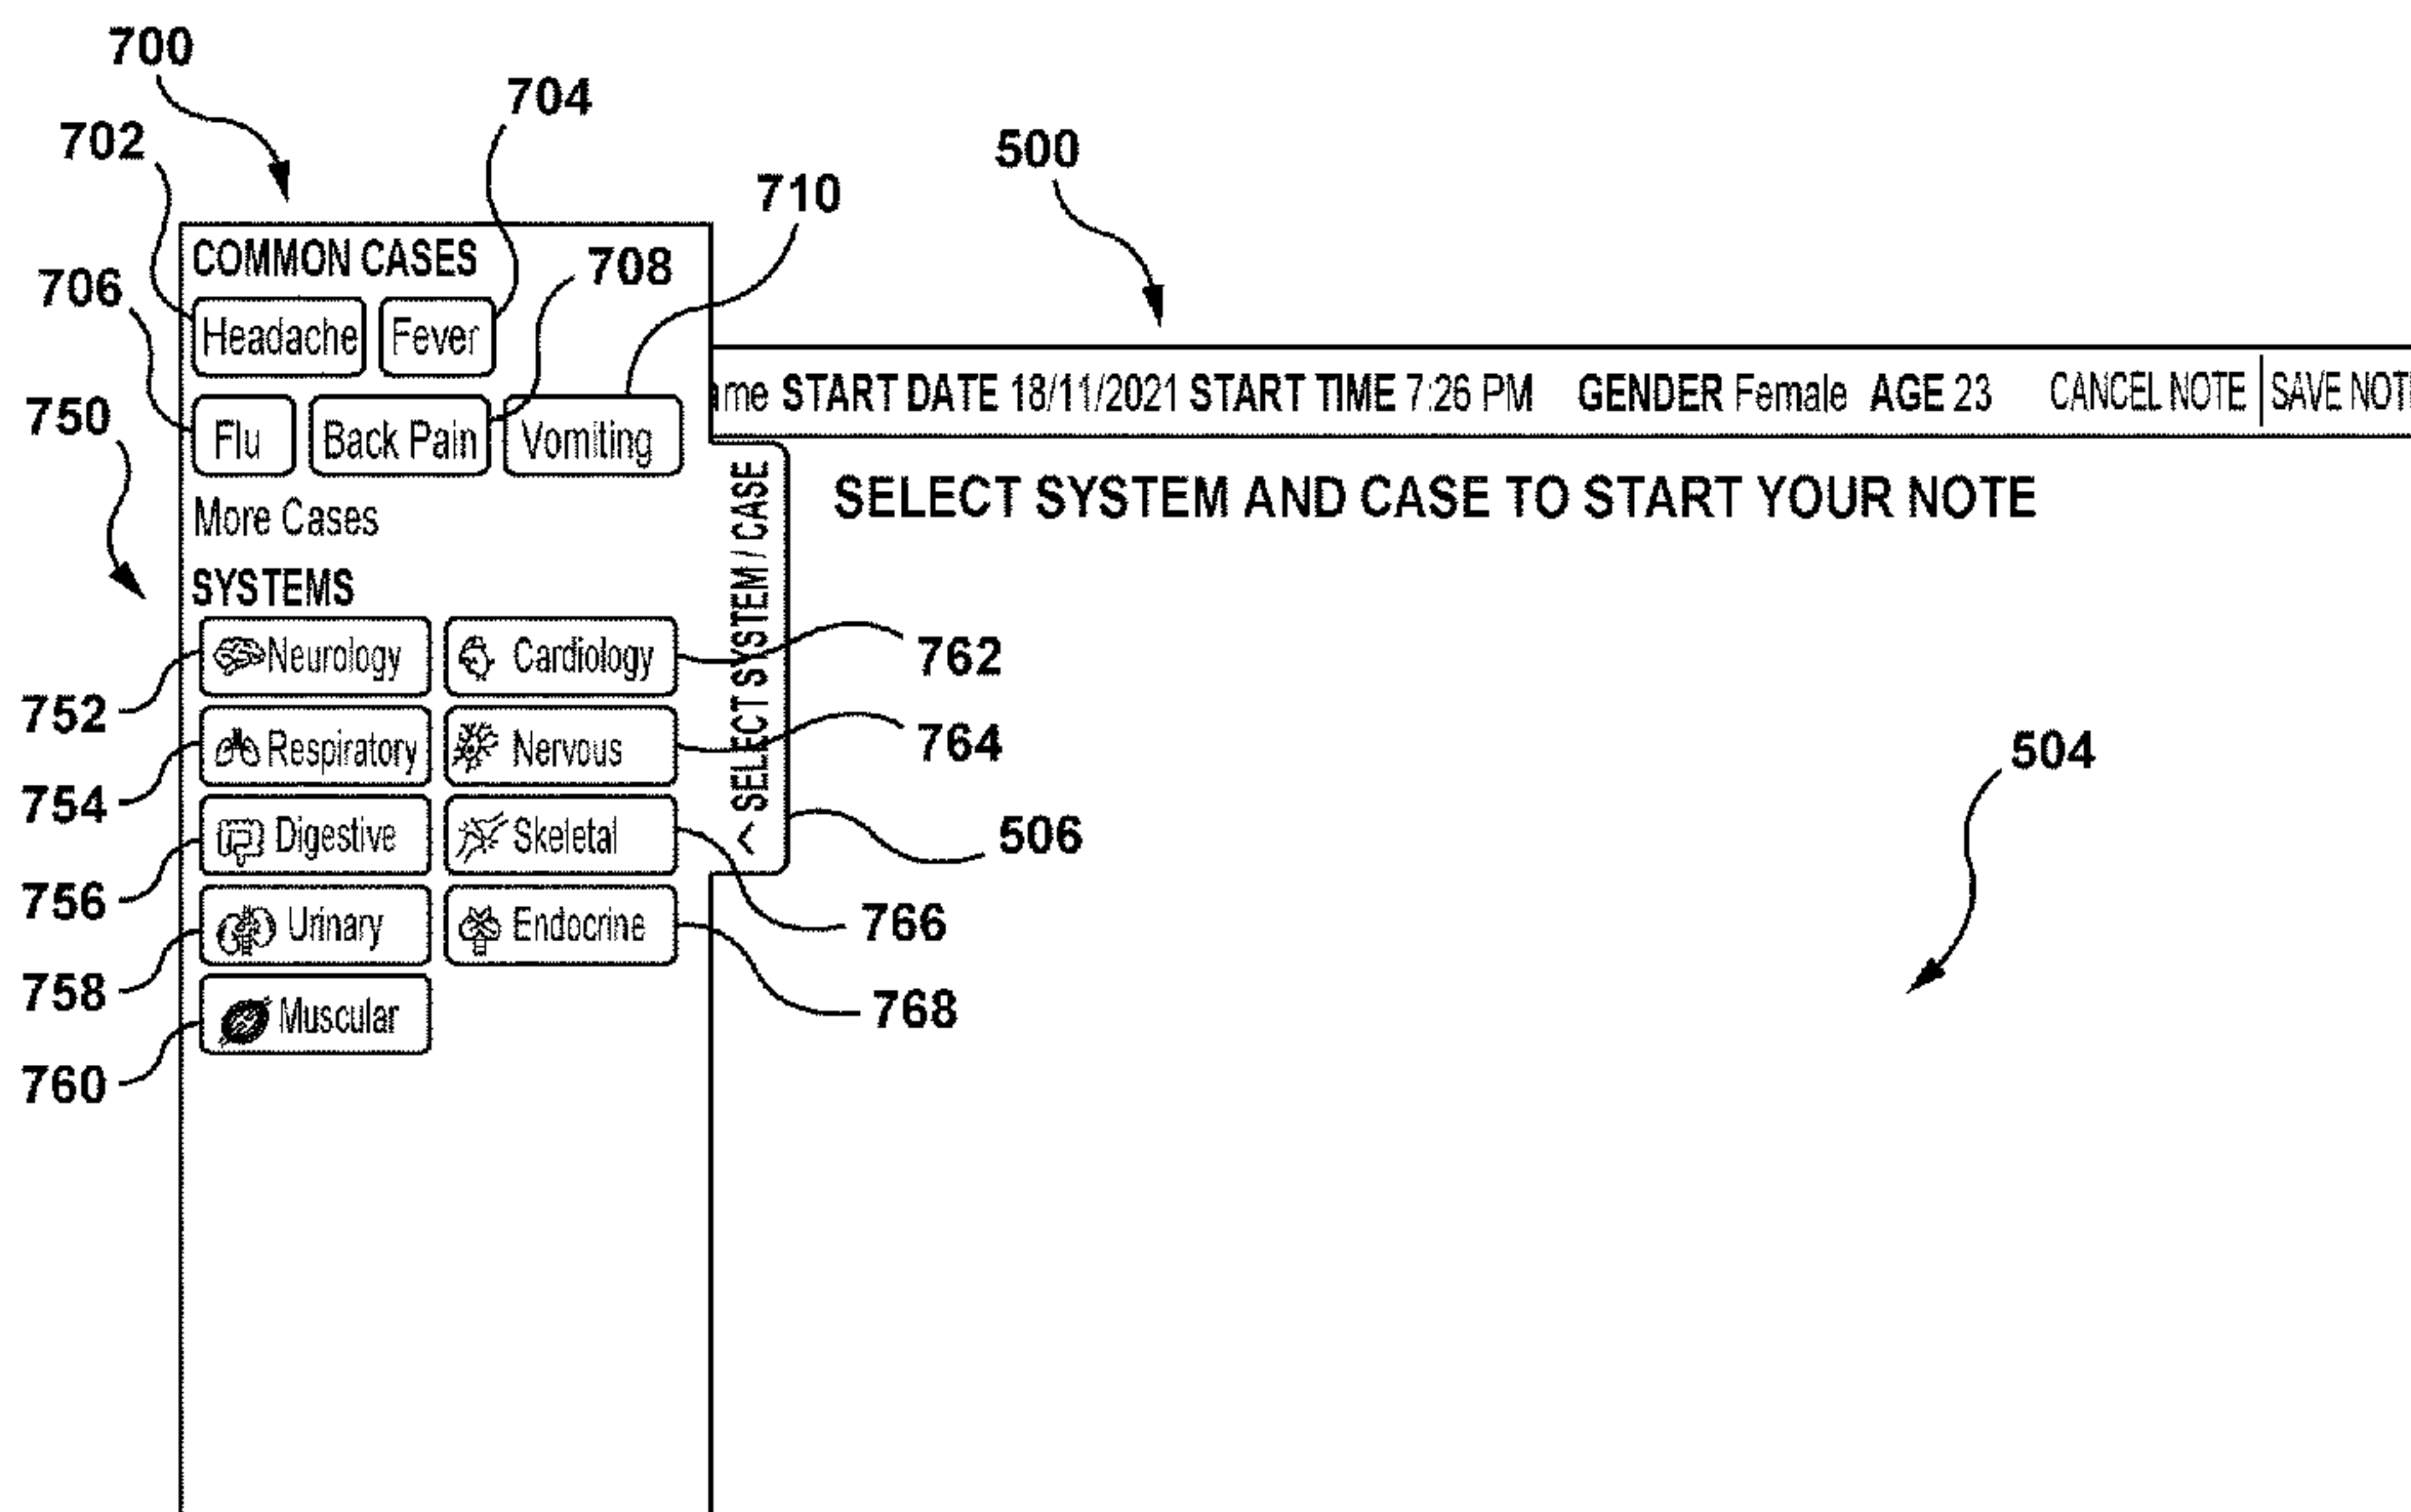 700
704
702
500
710
COMMON CASES
708
706
Headache Fever
ame START DATE 18/11/2021 START TIME 7:26 PM GENDER Female AGE 23 CANCEL NOTE SAVE NOT
750
Flu Back Pain Vomiting
SELECT SYSTEM AND CASE TO START YOUR NOTE
More Cases
< SELECT SYSTEM / CASE
SYSTEMS
Neurology Cardiology
762
752
Respiratory Nervous
764
504
754
Digestive Skeletal
506
756
Urinary Endocrine
766
758
Muscular
768
760